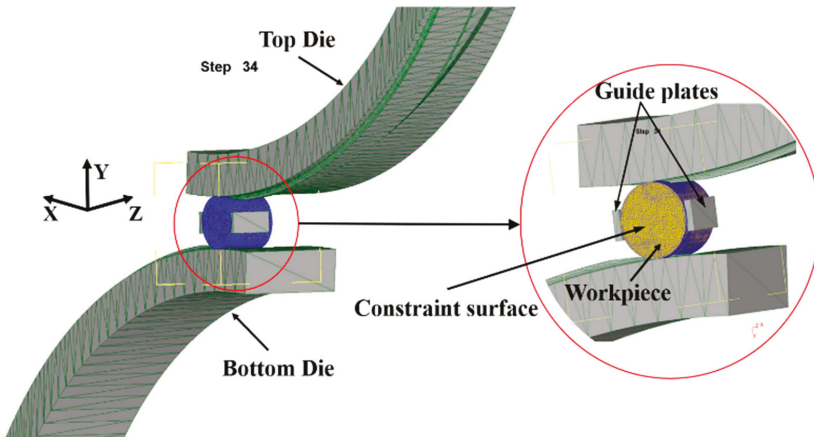 Top Die
Step 34
Y
X
Z
Bottom Die
Guide plates
Constraint surface
Workpiece